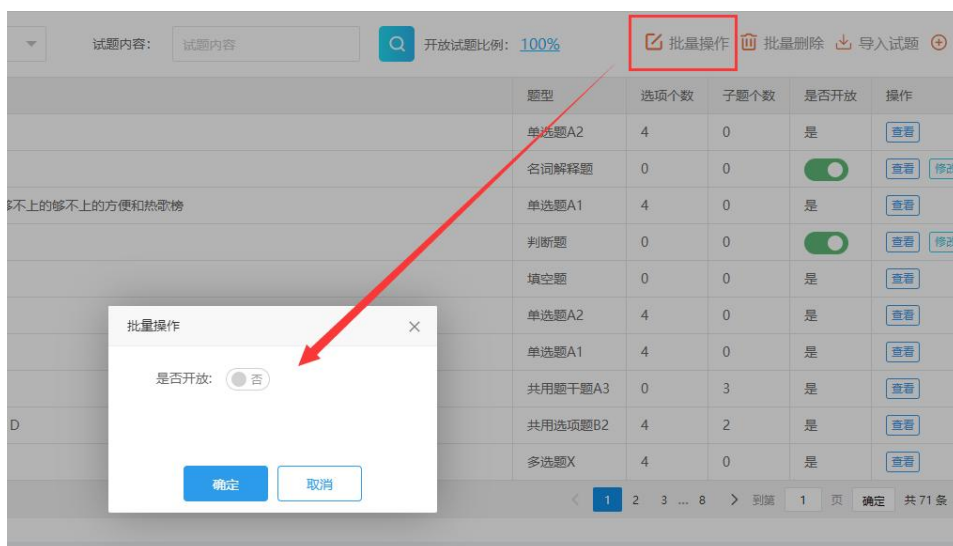 试题内容: 试题内容 开放试题比例: 100% 批量操作 批量删除 导入试题
题型 选项个数 子题个数 是否开放 操作
单选题A2 4 0 是 查看
名词解释题 0 0 查看 修改
不上的够不上的方便和热歌榜 单选题A1 4 0 是 查看
判断题 0 0 查看 修改
填空题 0 0 是 查看
单选题A2 4 0 是 查看
单选题A1 4 0 是 查看
共用题干题A3 0 3 是 查看
D 共用选项题B2 4 2 是 查看
多选题X 4 0 是 查看
批量操作
是否开放: 否
确定 取消
1 2 3 ... 8 到第 1 页 确定 共 71 条